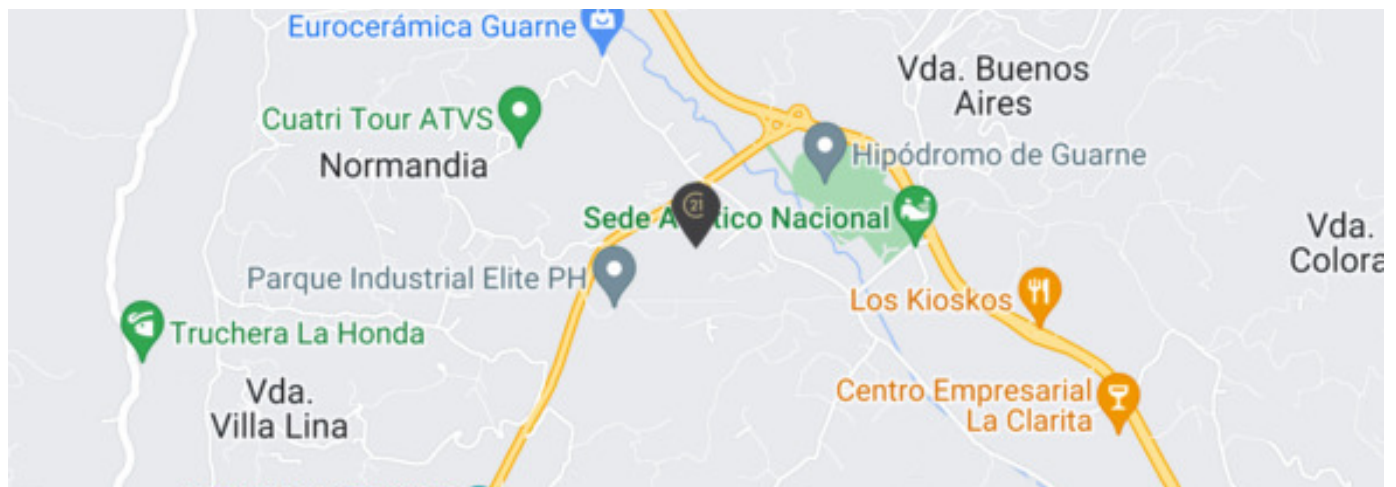 Eurocerámica Guarne
Vda. Buenos
Aires
Cuatri Tour ATVS
Normandia
Hipódromo de Guarne
21
Sede A tico Nacional
Vda.
Colora
Parque Industrial Elite PH
Los Kioskos
Truchera La Honda
Vda.
Villa Lina
Centro Empresarial
La Clarita